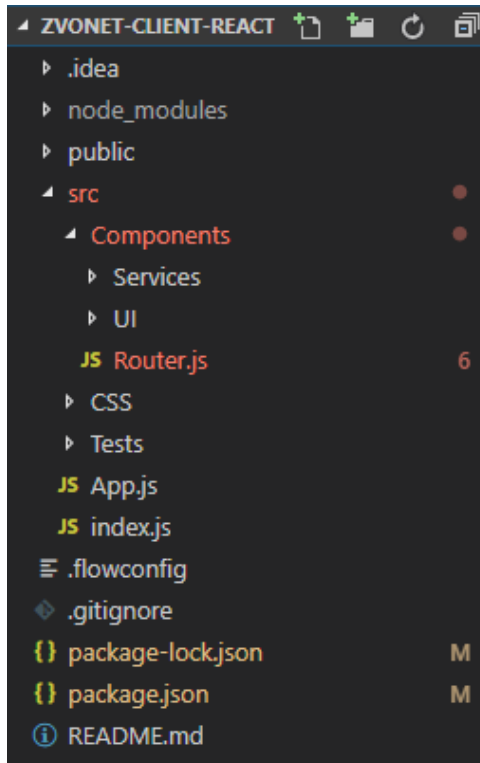 ZVONET-CLIENT-REACT
.idea
node_modules
public
src
Components
Services
UI
JS Router.js 6
CSS
Tests
JS App.js
JS index.js
.flowconfig
.gitignore
{} package-lock.json M
{} package.json M
README.md